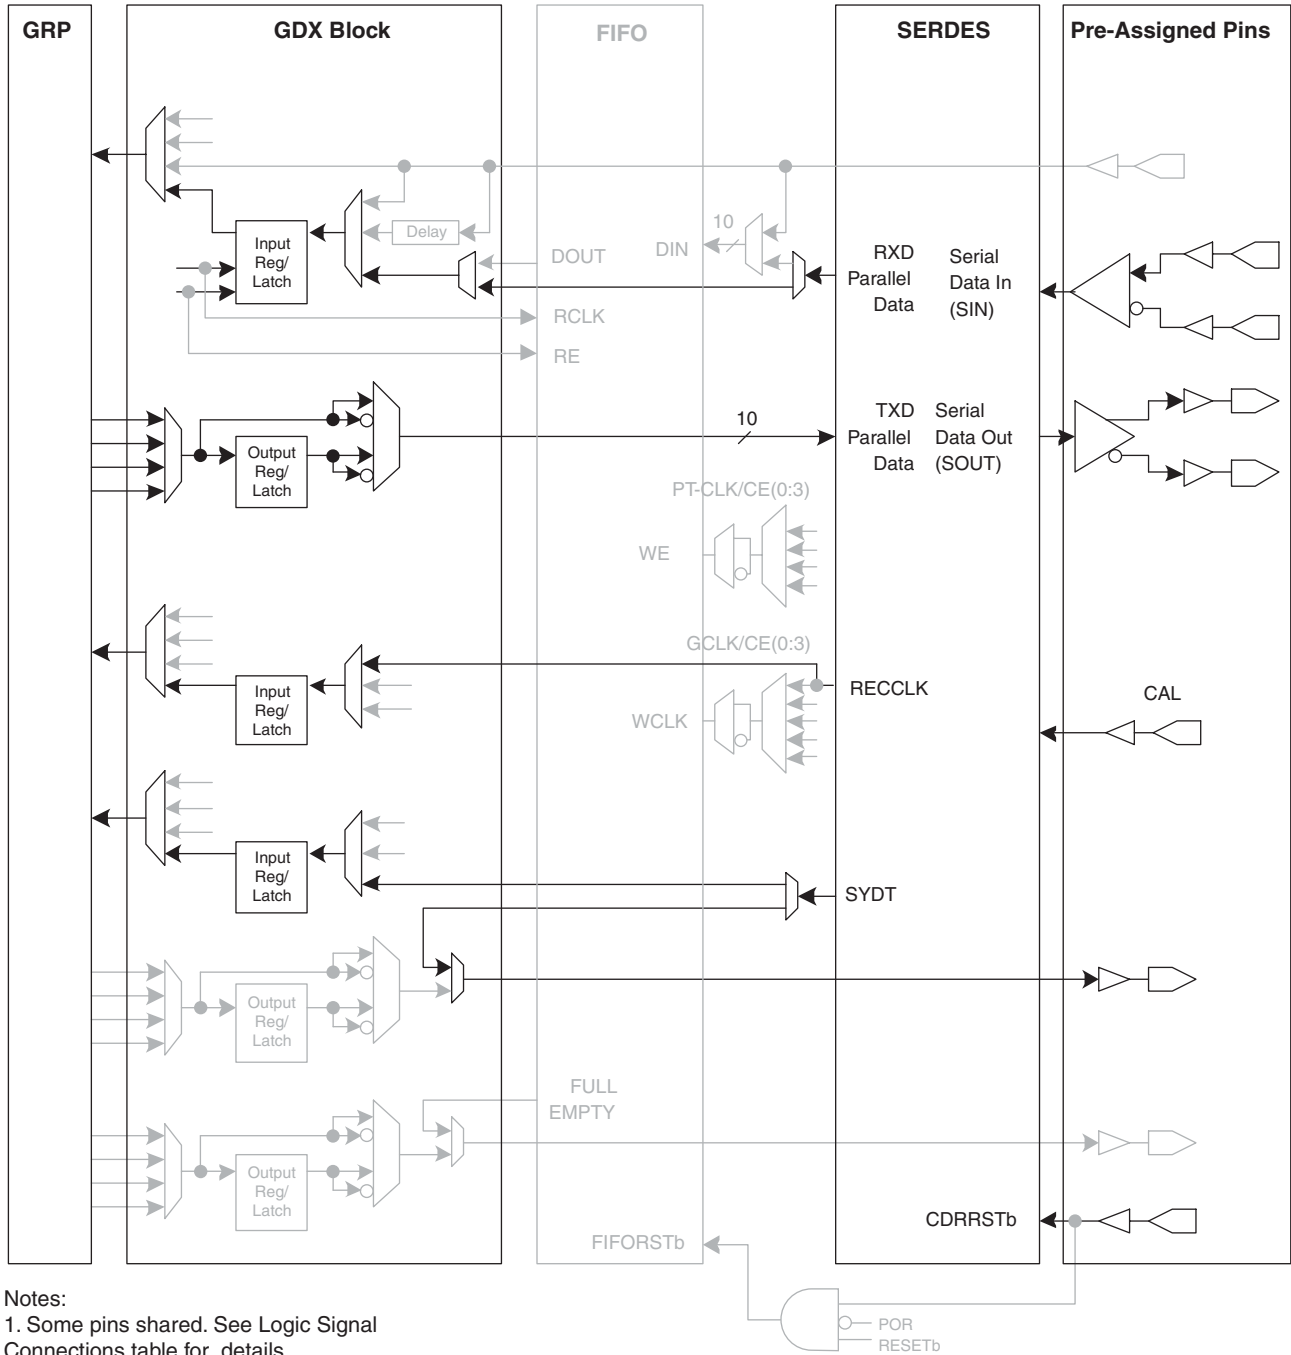 GRP
GDX Block
FIFO
SERDES
Pre-Assigned Pins
Input
Reg/
Latch
Delay
DOUT
RCLK
RE
DIN
10
RXD
Parallel
Data
Serial
Data In
(SIN)
Output
Reg/
Latch
10
TXD
Parallel
Data
Serial
Data Out
(SOUT)
PT-CLK/CE(0:3)
WE
GCLK/CE(0:3)
WCLK
Input
Reg/
Latch
RECCLK
CAL
Input
Reg/
Latch
SYDT
Output
Reg/
Latch
FULL
EMPTY
Output
Reg/
Latch
CDRRSTb
FIFORSTb
POR
RESETb
Notes:
1. Some pins shared. See Logic Signal
Connections table for details